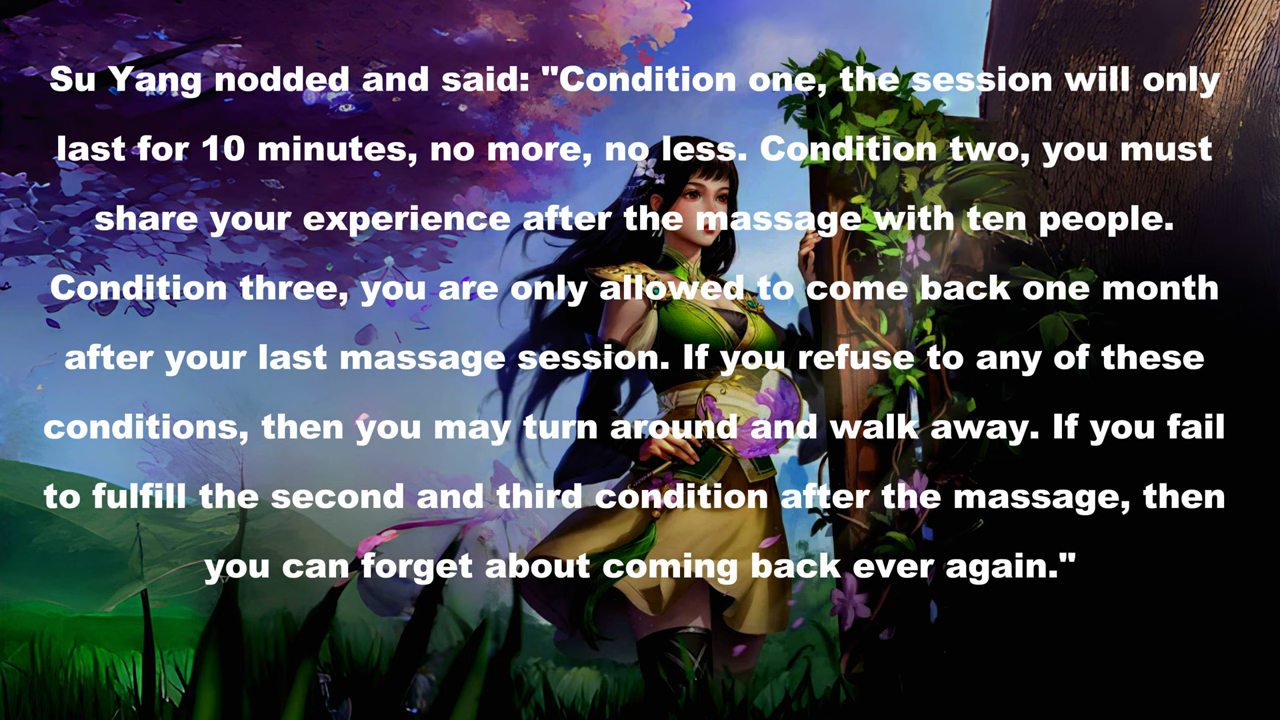 Su Yang nodded and said: "Condition one, the session will only
last for 10 minutes, no more, no less. Condition two, you must
share your experience after the massage with ten people.
Condition three, you are only allowed to come back one month
after your last massage session. If you refuse to any of these
conditions, then you may turn around and walk away. If you fail
to fulfill the second and third condition after the massage, then
you can forget about coming back ever again."